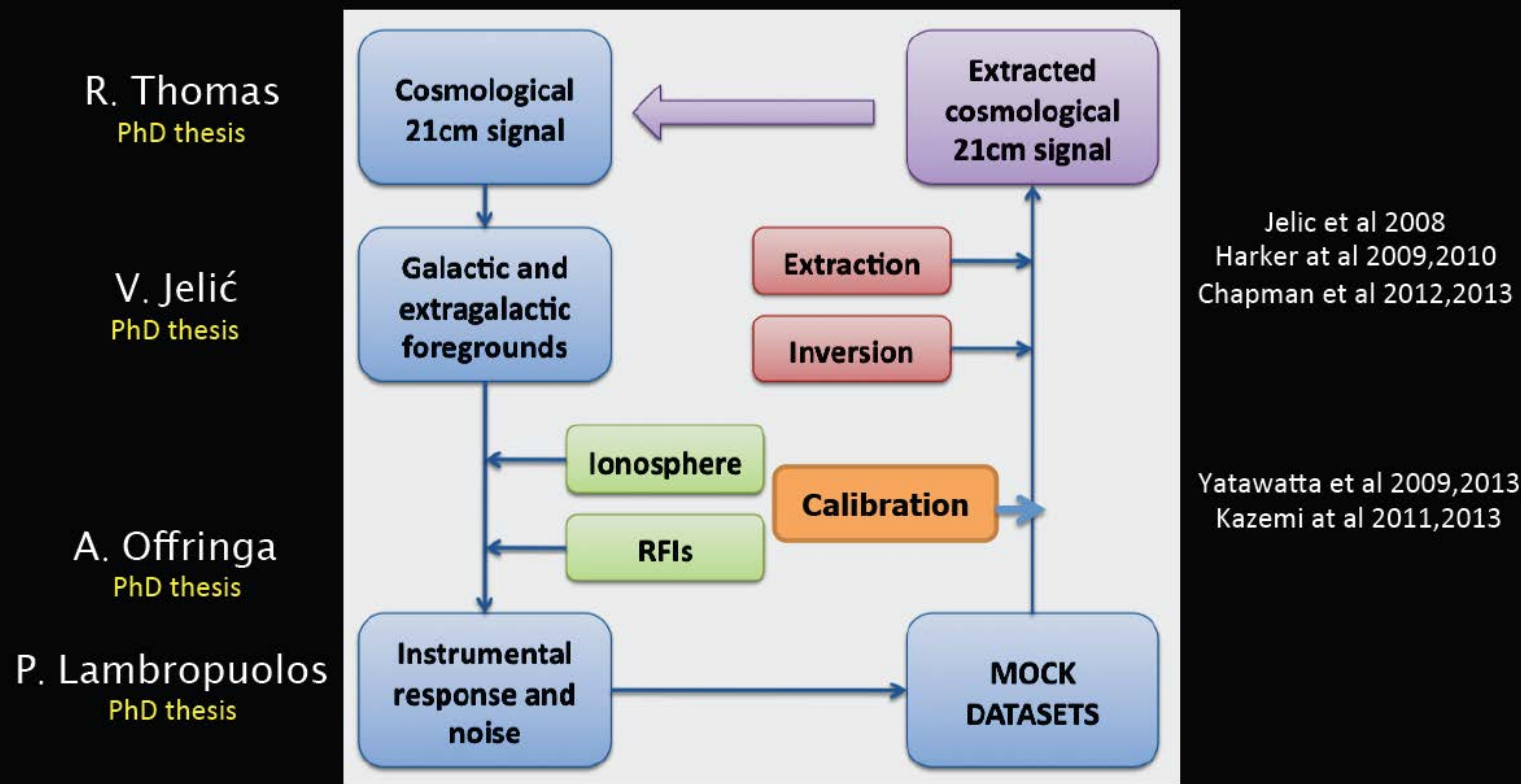 R. Thomas
PhD thesis
V. Jelić
PhD thesis
A. Offringa
PhD thesis
P. Lambropuolos
PhD thesis
Cosmological
21cm signal
Extracted
cosmological
21cm signal
Galactic and
extragalactic
foregrounds
Extraction
Inversion
Ionosphere
Calibration
RFIs
Instrumental
response and
noise
MOCK
DATASETS
Jelic et al 2008
Harker at al 2009,2010
Chapman et al 2012,2013
Yatawatta et al 2009,2013
Kazemi at al 2011,2013